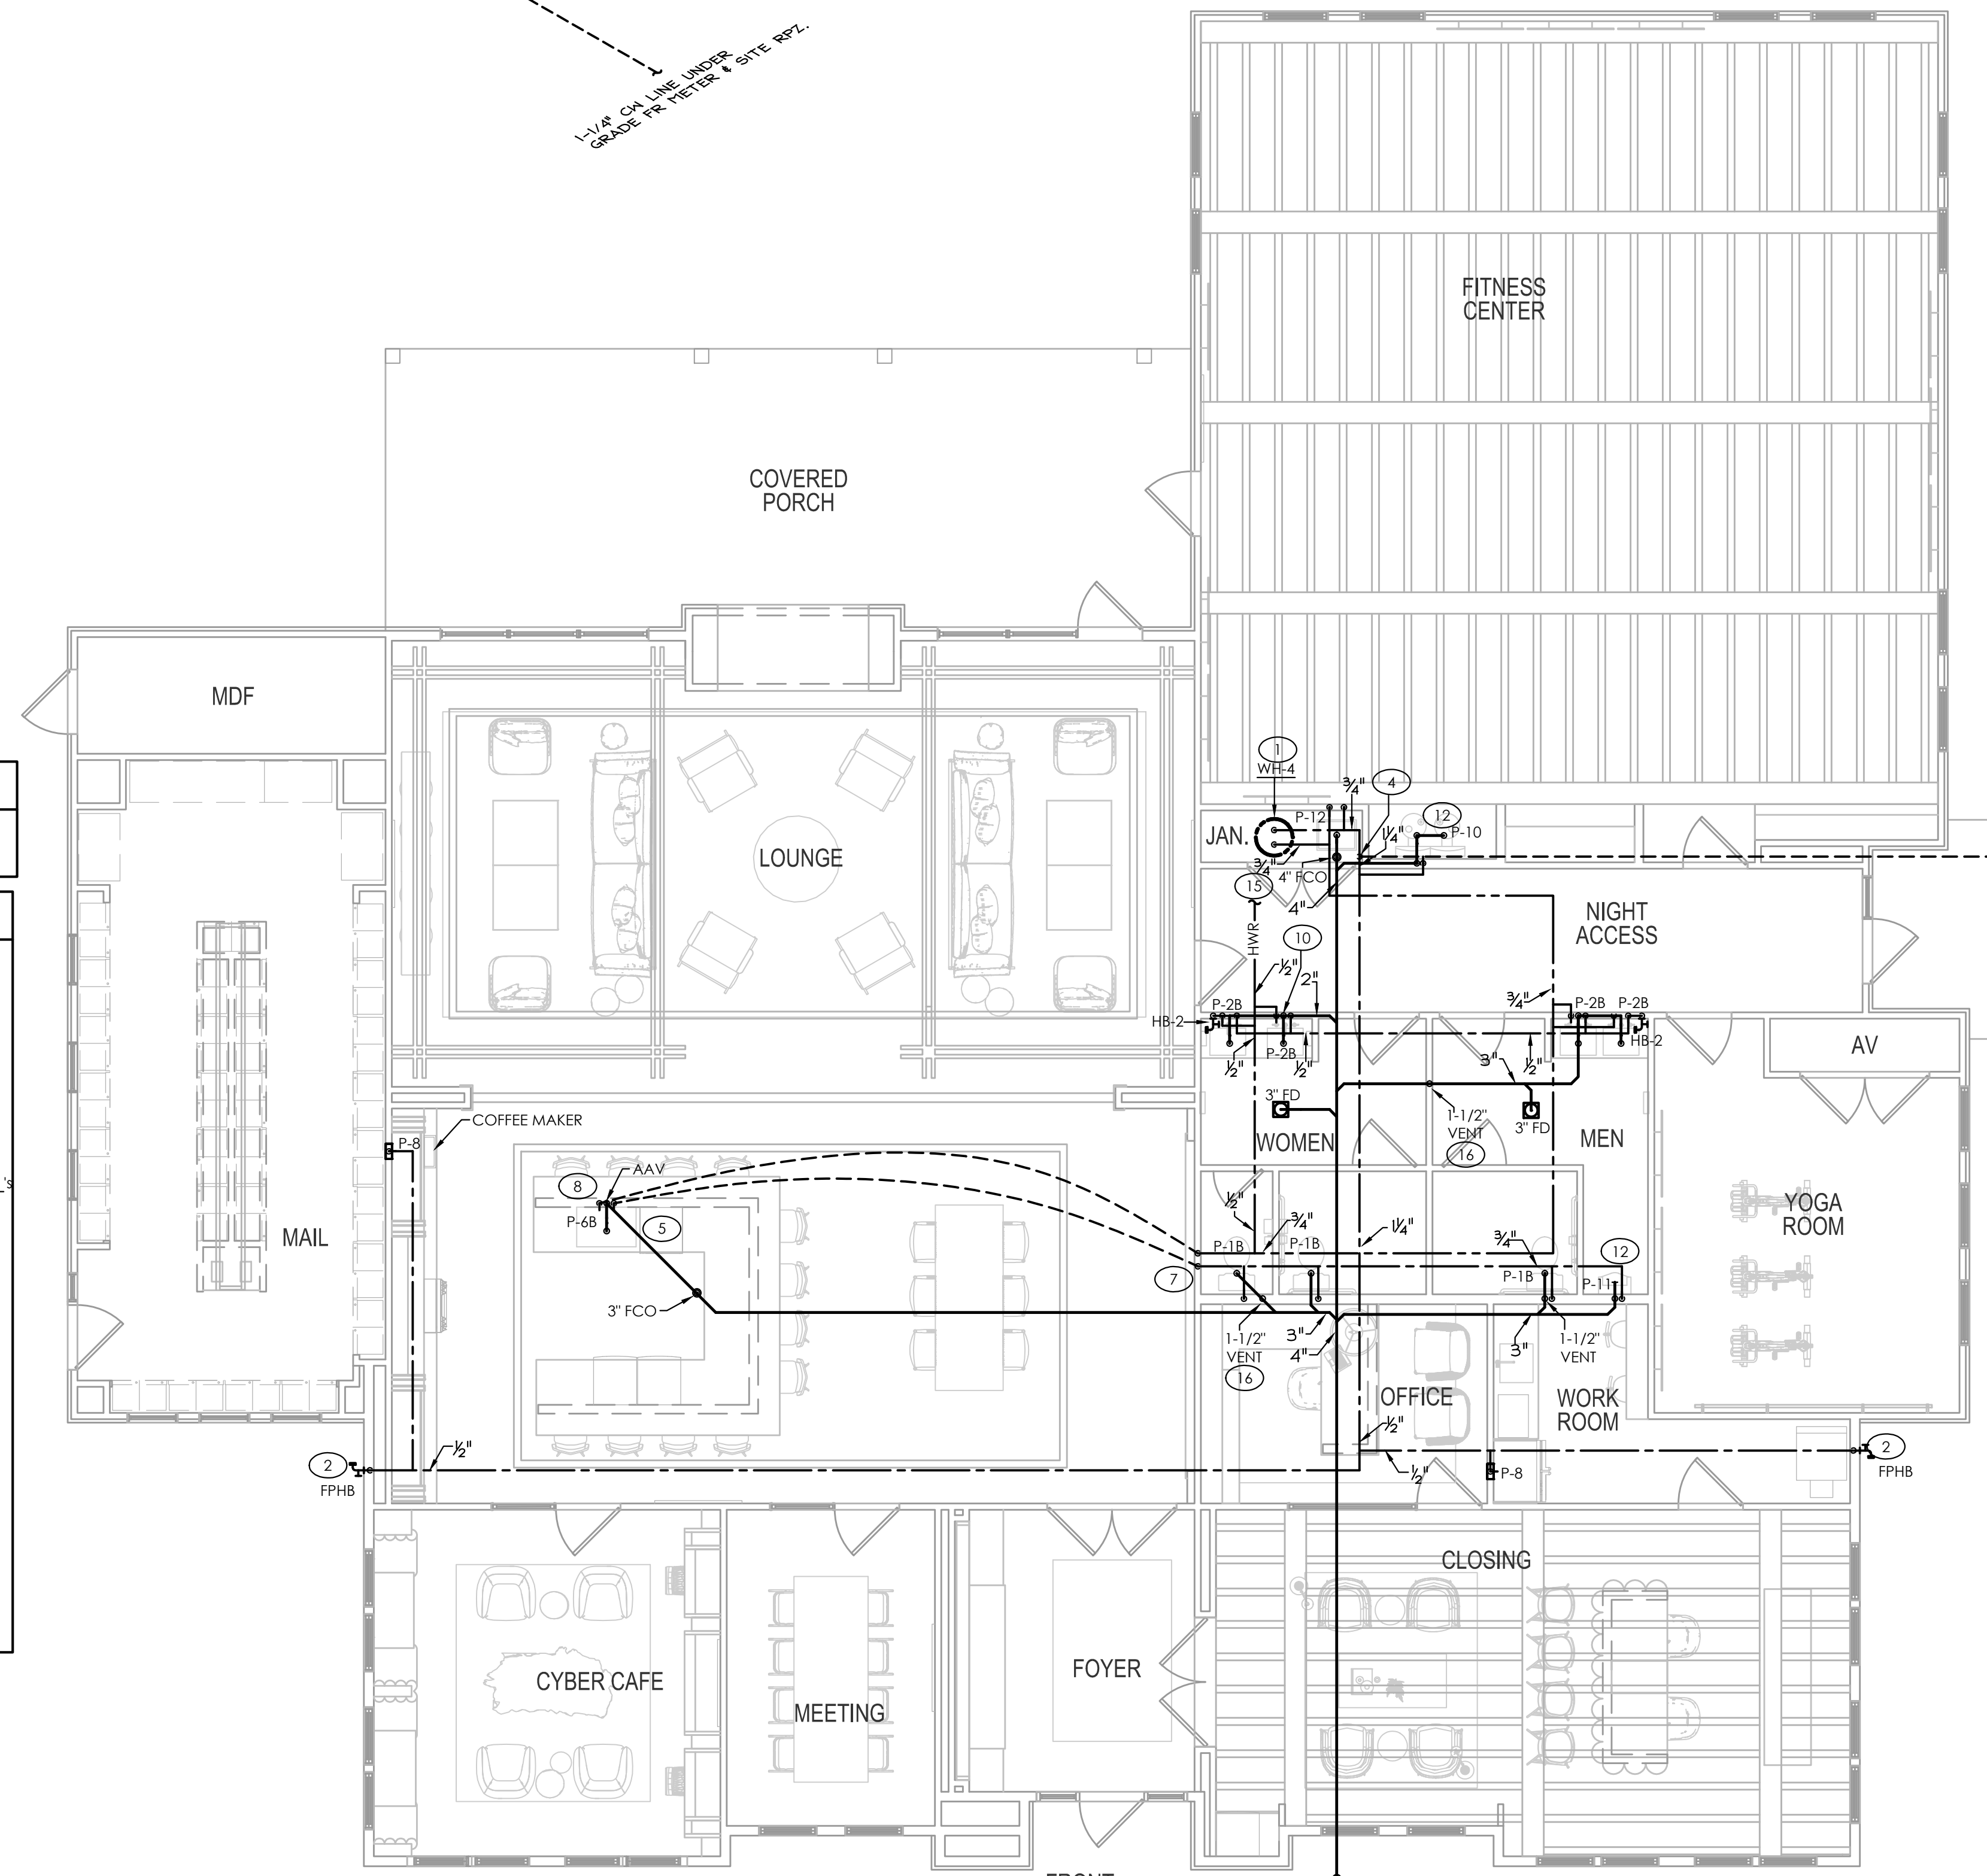 1-1/4" CW LINE UNDER
GRADE FR METER & SITE RPZ.
FITNESS
CENTER
COVERED
PORCH
MDF
LOUNGE
1
WH-4
3/4"
4
P-12
12
P-10
1 1/4"
JAN.
3/4"
4" FCO
15
4"
NIGHT
ACCESS
HWR
10
1/2"
2"
3/4"
P-2B
P-2B
P-2B
HB-2
HB-2
P-2B
1/2"
1/2"
3"
1/2"
AV
3" FD
WOMEN
1-1/2"
VENT
16
3" FD
MEN
COFFEE MAKER
P-8
AAV
8
P-6B
5
's
MAIL
3" FCO
YOGA
ROOM
1/2"
3/4"
1 1/4"
3/4"
P-1B
P-1B
12
7
P-1B
P-11
1-1/2"
VENT
16
3"
4"
3"
1-1/2"
VENT
OFFICE
WORK
ROOM
1/2"
1/2"
2
FPHB
1/2"
P-8
2
FPHB
CLOSING
CYBER CAFE
MEETING
FOYER
FRONT